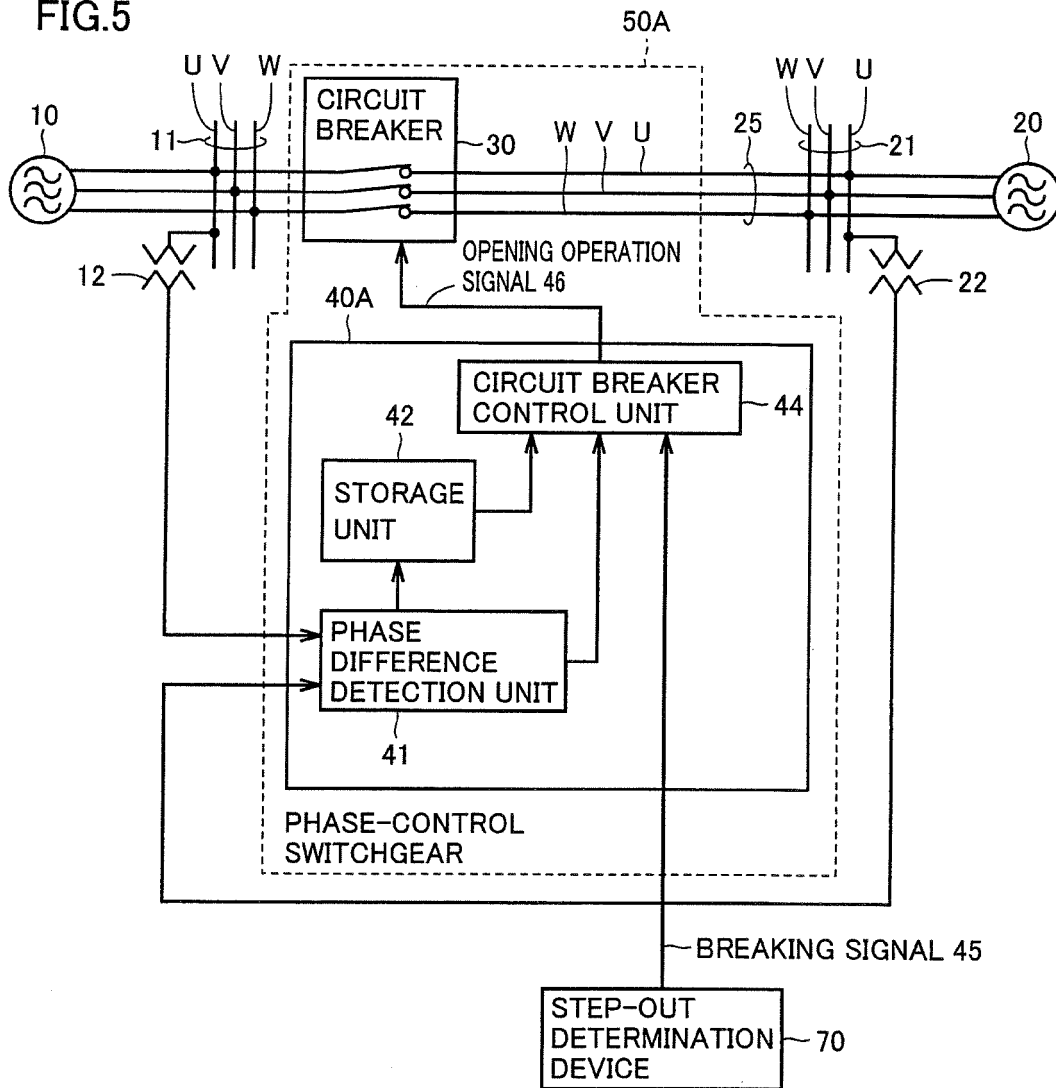 FIG.5
50A
U V W
W V U
10
11
CIRCUIT
BREAKER
30
W V U
25
21
20
12
OPENING OPERATION
SIGNAL 46
22
40A
CIRCUIT BREAKER
CONTROL UNIT
44
42
STORAGE
UNIT
PHASE
DIFFERENCE
DETECTION UNIT
41
PHASE-CONTROL
SWITCHGEAR
BREAKING SIGNAL 45
STEP-OUT
DETERMINATION
DEVICE
70